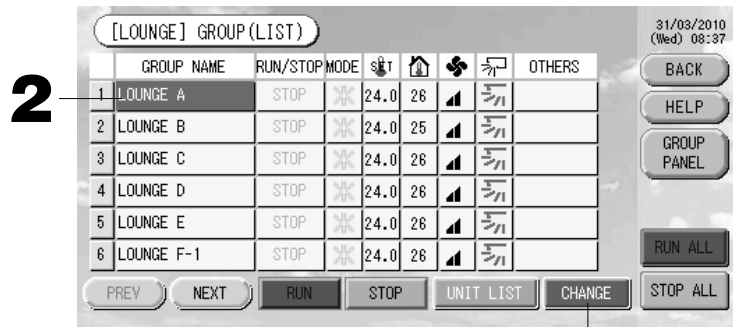 [LOUNGE] GROUP(LIST)
31/03/2010
(Wed) 08:37
GROUP NAME RUN/STOP MODE SET OTHERS
BACK
2
1 LOUNGE A STOP 24.0 26
HELP
2 LOUNGE B STOP 24.0 25
3 LOUNGE C STOP 24.0 26
GROUP
PANEL
4 LOUNGE D STOP 24.0 26
5 LOUNGE E STOP 24.0 26
6 LOUNGE F-1 STOP 24.0 26
RUN ALL
PREV NEXT RUN STOP UNIT LIST CHANGE STOP ALL